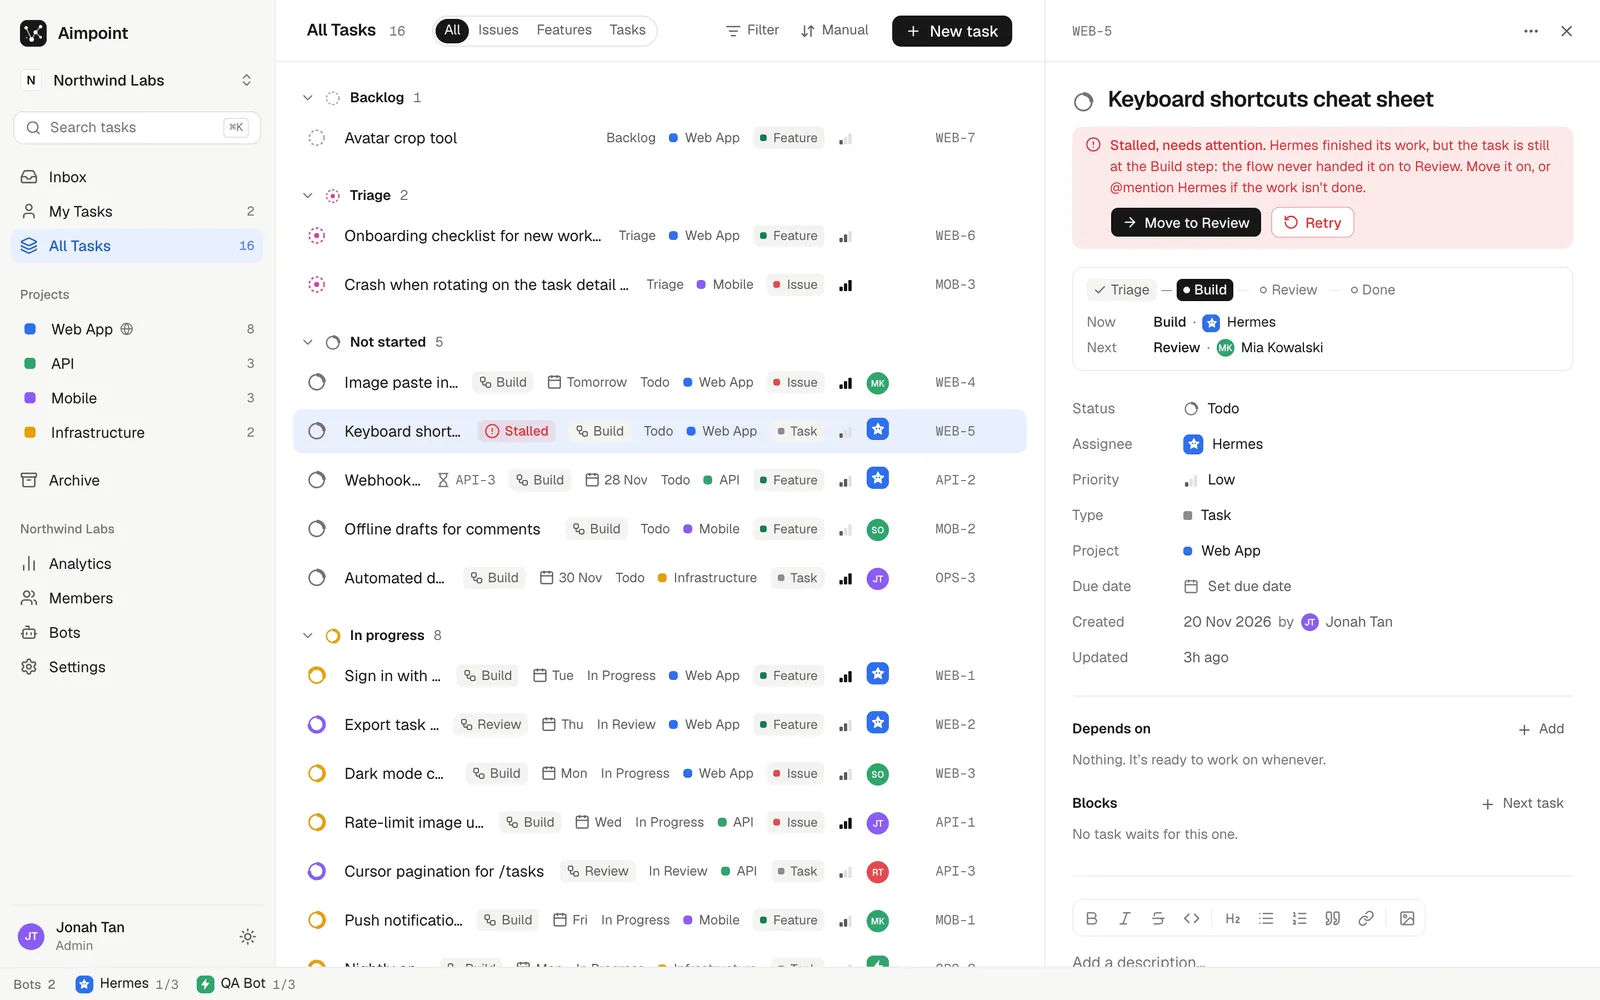 Aimpoint
N Northwind Labs
Search tasks ⌘K
Inbox
My Tasks 2
All Tasks 16
Projects
Web App 8
API 3
Mobile 3
Infrastructure 2
Archive
Northwind Labs
Analytics
Members
Bots
Settings
JT Jonah Tan
Admin
Bots 2 Hermes 1/3 QA Bot 1/3
All Tasks 16 All Issues Features Tasks Filter Manual + New task
Backlog 1
Avatar crop tool Backlog Web App Feature WEB-7
Triage 2
Onboarding checklist for new work... Triage Web App Feature WEB-6
Crash when rotating on the task detail ... Triage Mobile Issue MOB-3
Not started 5
Image paste in... Build Tomorrow Todo Web App Issue MK WEB-4
Keyboard short... Stalled Build Todo Web App Task WEB-5
Webhook... API-3 Build 28 Nov Todo API Feature API-2
Offline drafts for comments Build Todo Mobile Feature SO MOB-2
Automated d... Build 30 Nov Todo Infrastructure Task JT OPS-3
In progress 8
Sign in with ... Build Tue In Progress Web App Feature WEB-1
Export task ... Review Thu In Review Web App Feature WEB-2
Dark mode c... Build Mon In Progress Web App Issue SO WEB-3
Rate-limit image u... Build Wed In Progress API Issue JT API-1
Cursor pagination for /tasks Review In Review API Task RT API-3
Push notificatio... Build Fri In Progress Mobile Feature MK MOB-1
WEB-5
Keyboard shortcuts cheat sheet
Stalled, needs attention. Hermes finished its work, but the task is still
at the Build step: the flow never handed it on to Review. Move it on, or
@mention Hermes if the work isn't done.
Move to Review Retry
Triage Build Review Done
Now Build · Hermes
Next Review · MK Mia Kowalski
Status Todo
Assignee Hermes
Priority Low
Type Task
Project Web App
Due date Set due date
Created 20 Nov 2026 by JT Jonah Tan
Updated 3h ago
Depends on + Add
Nothing. It's ready to work on whenever.
Blocks + Next task
No task waits for this one.
B I S <> H2
Add a description...